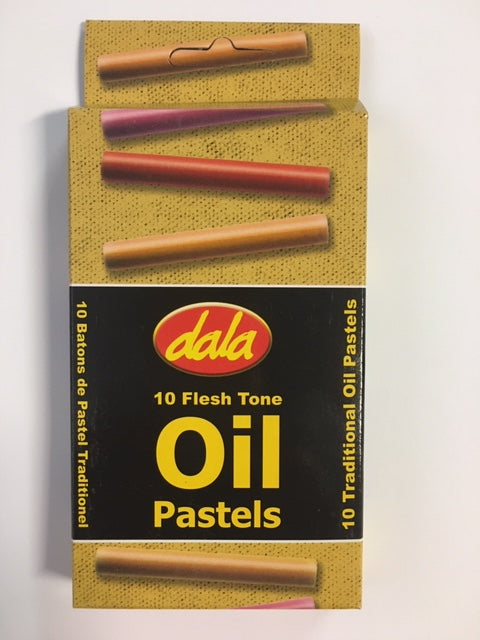 dala
10 Flesh Tone
Oil
Pastels
10 Batons de Pastel Traditionel
10 Traditional Oil Pastels